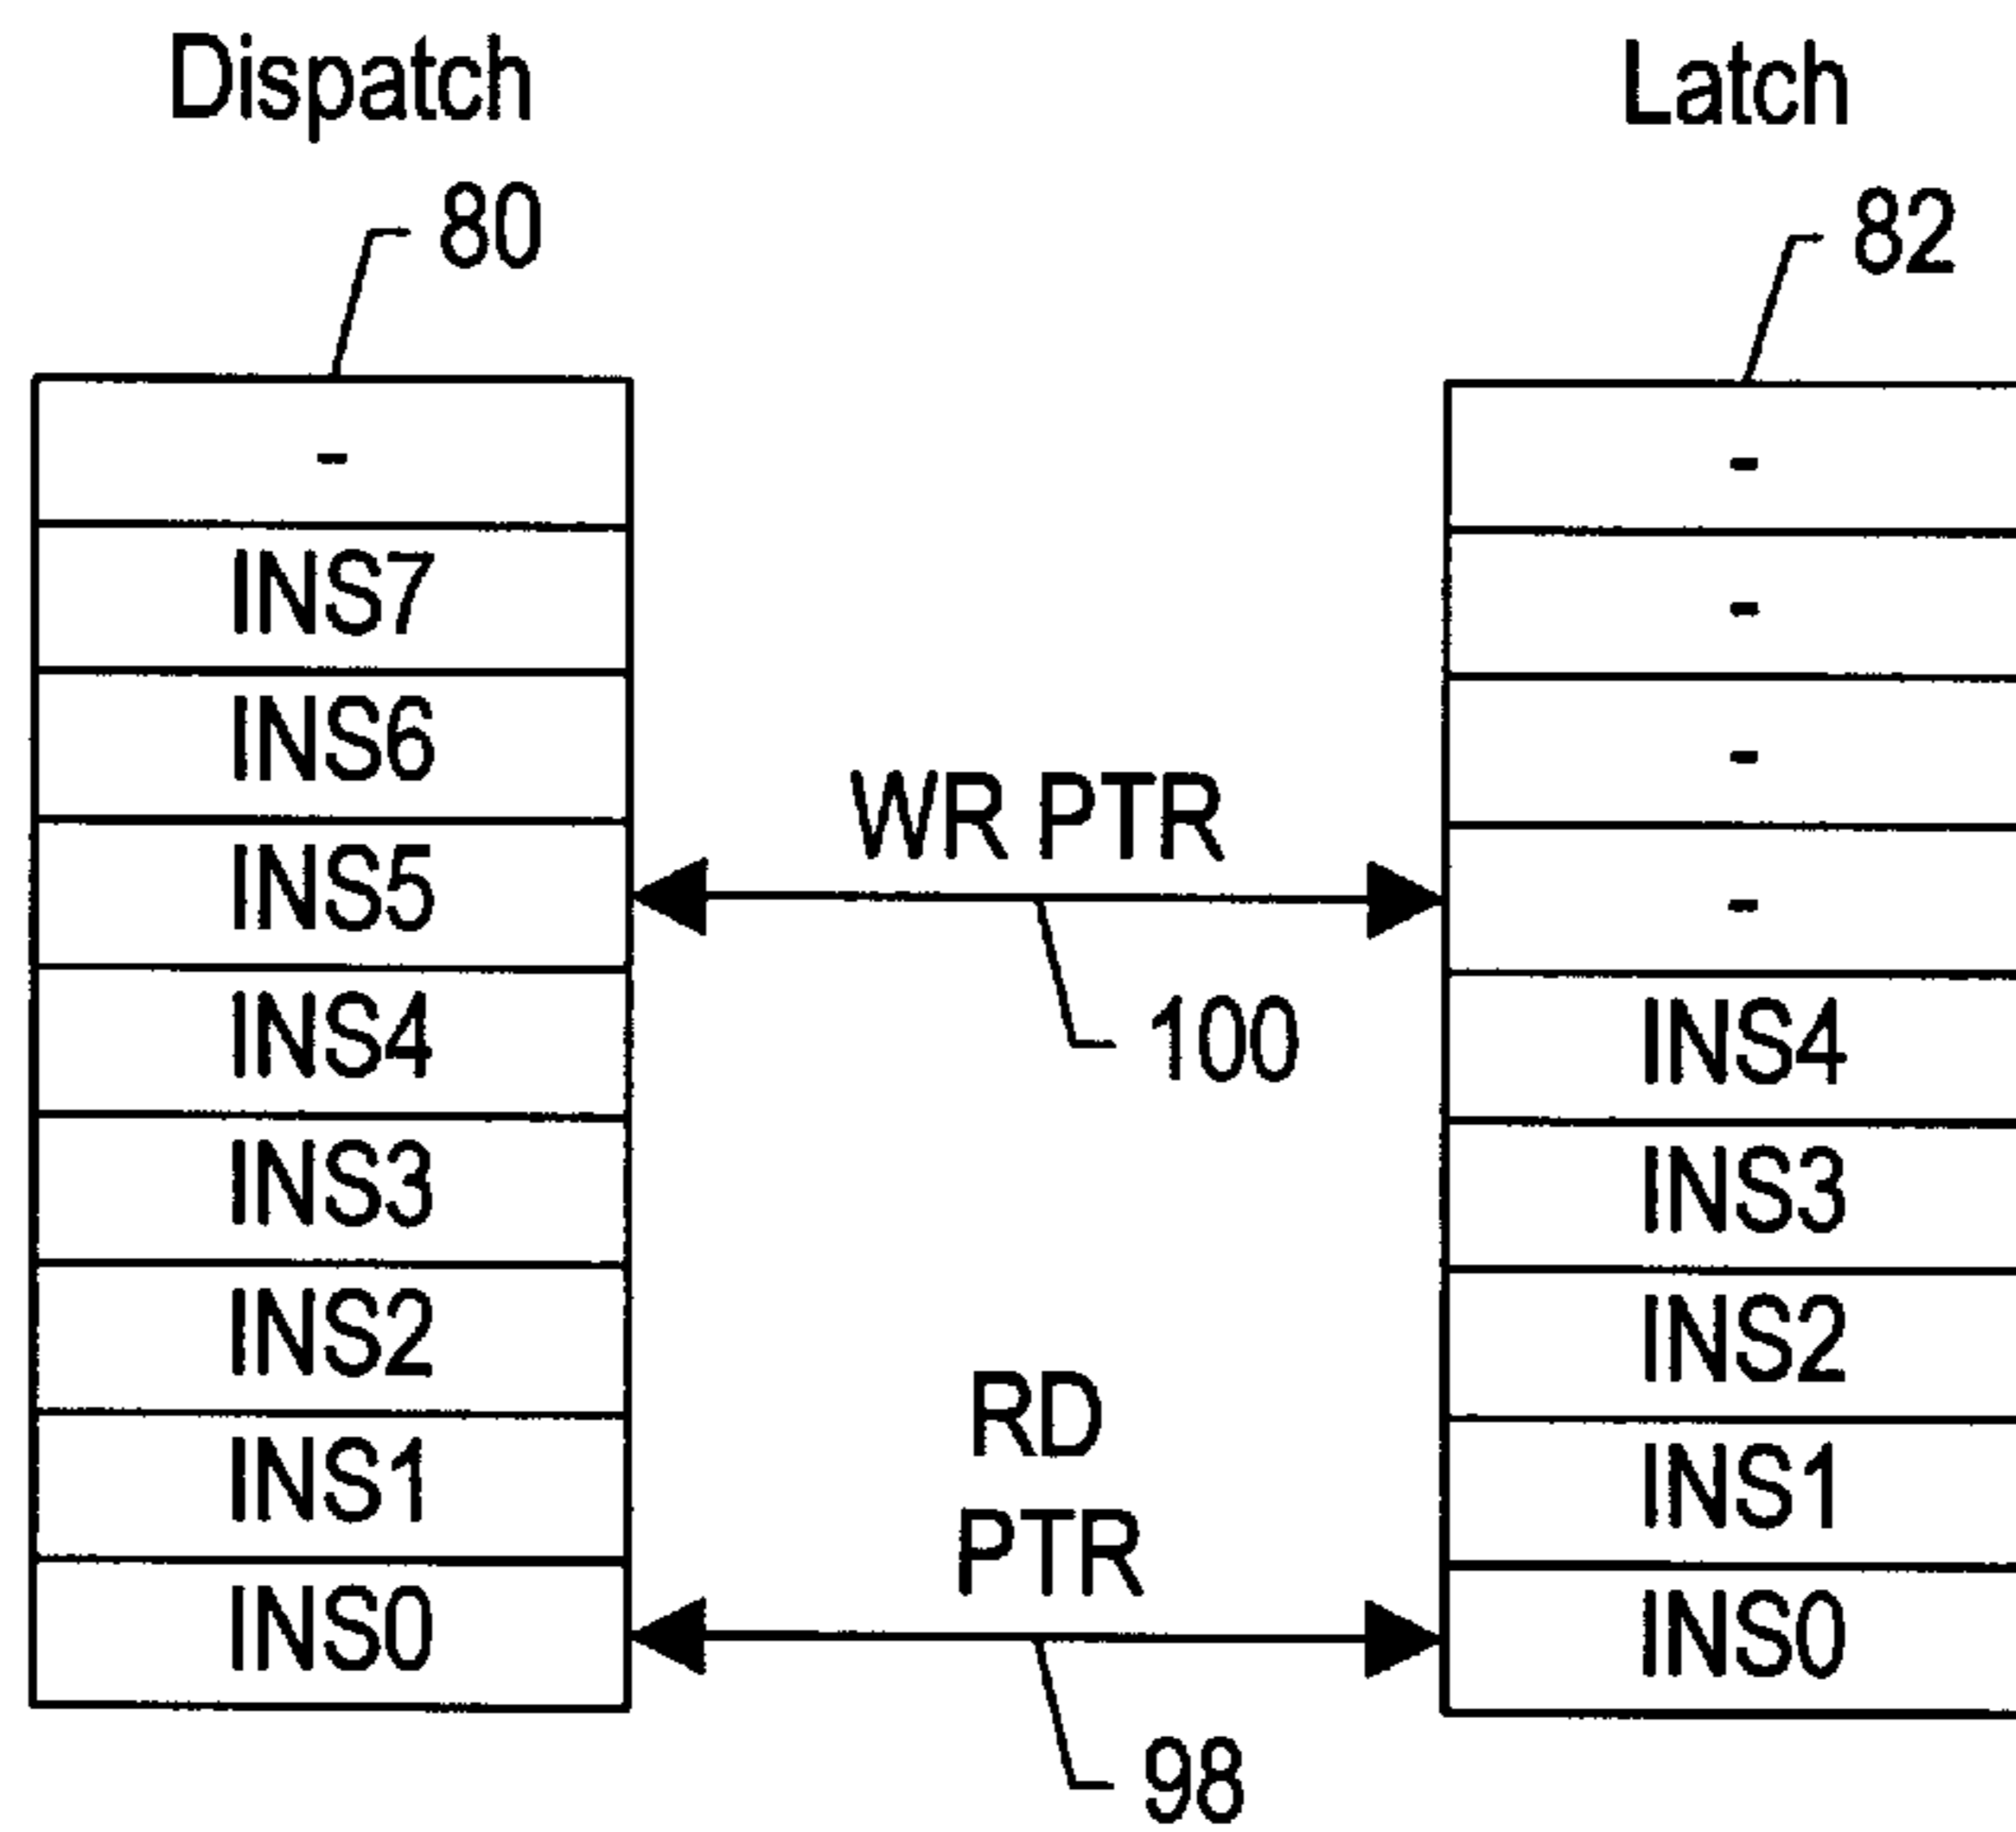 Dispatch
80
-
INS7
INS6
INS5
INS4
INS3
INS2
INS1
INS0
WR PTR
100
RD
PTR
98
Latch
82
-
-
-
-
INS4
INS3
INS2
INS1
INS0